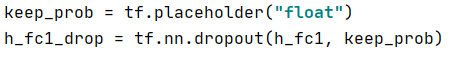 keep_prob = tf.placeholder("float")
h_fc1_drop = tf.nn.dropout(h_fc1, keep_prob)